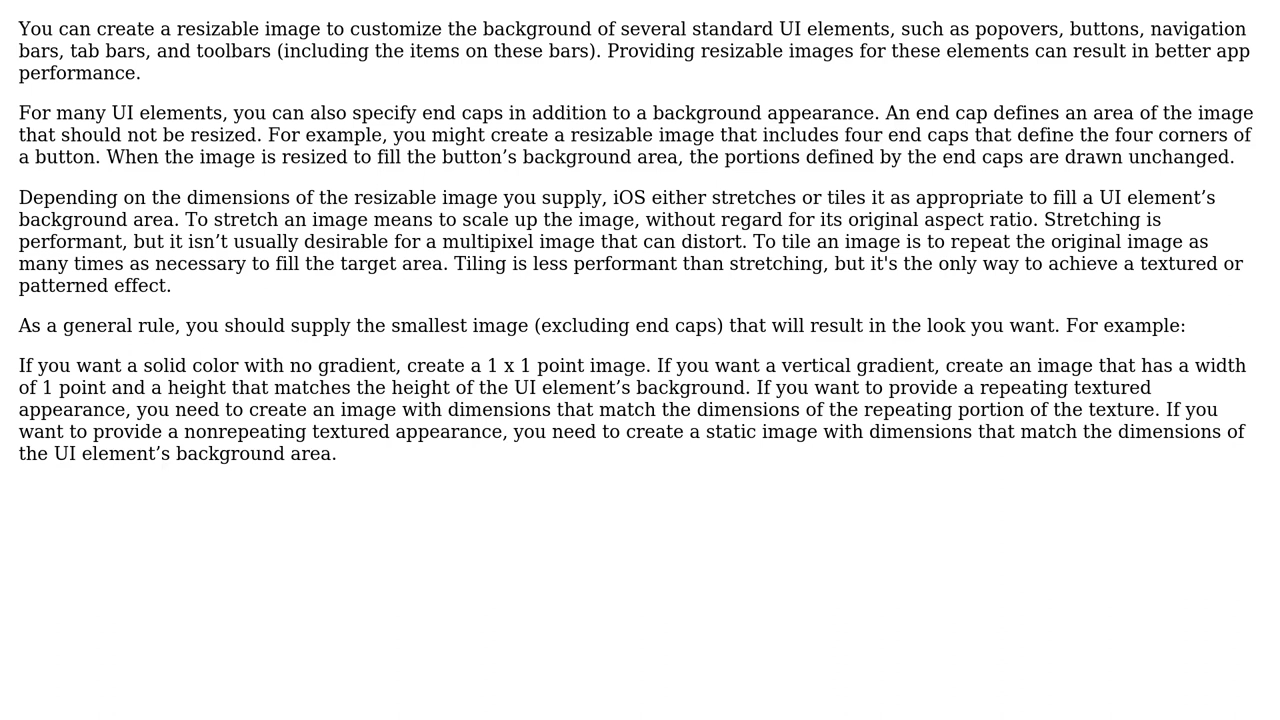 You can create a resizable image to customize the background of several standard UI elements, such as popovers, buttons, navigation
bars, tab bars, and toolbars (including the items on these bars). Providing resizable images for these elements can result in better app
performance.
For many UI elements, you can also specify end caps in addition to a background appearance. An end cap defines an area of the image
that should not be resized. For example, you might create a resizable image that includes four end caps that define the four corners of
a button. When the image is resized to fill the button’s background area, the portions defined by the end caps are drawn unchanged.
Depending on the dimensions of the resizable image you supply, iOS either stretches or tiles it as appropriate to fill a UI element’s
background area. To stretch an image means to scale up the image, without regard for its original aspect ratio. Stretching is
performant, but it isn’t usually desirable for a multipixel image that can distort. To tile an image is to repeat the original image as
many times as necessary to fill the target area. Tiling is less performant than stretching, but it's the only way to achieve a textured or
patterned effect.
As a general rule, you should supply the smallest image (excluding end caps) that will result in the look you want. For example:
If you want a solid color with no gradient, create a 1 x 1 point image. If you want a vertical gradient, create an image that has a width
of 1 point and a height that matches the height of the UI element’s background. If you want to provide a repeating textured
appearance, you need to create an image with dimensions that match the dimensions of the repeating portion of the texture. If you
want to provide a nonrepeating textured appearance, you need to create a static image with dimensions that match the dimensions of
the UI element’s background area.